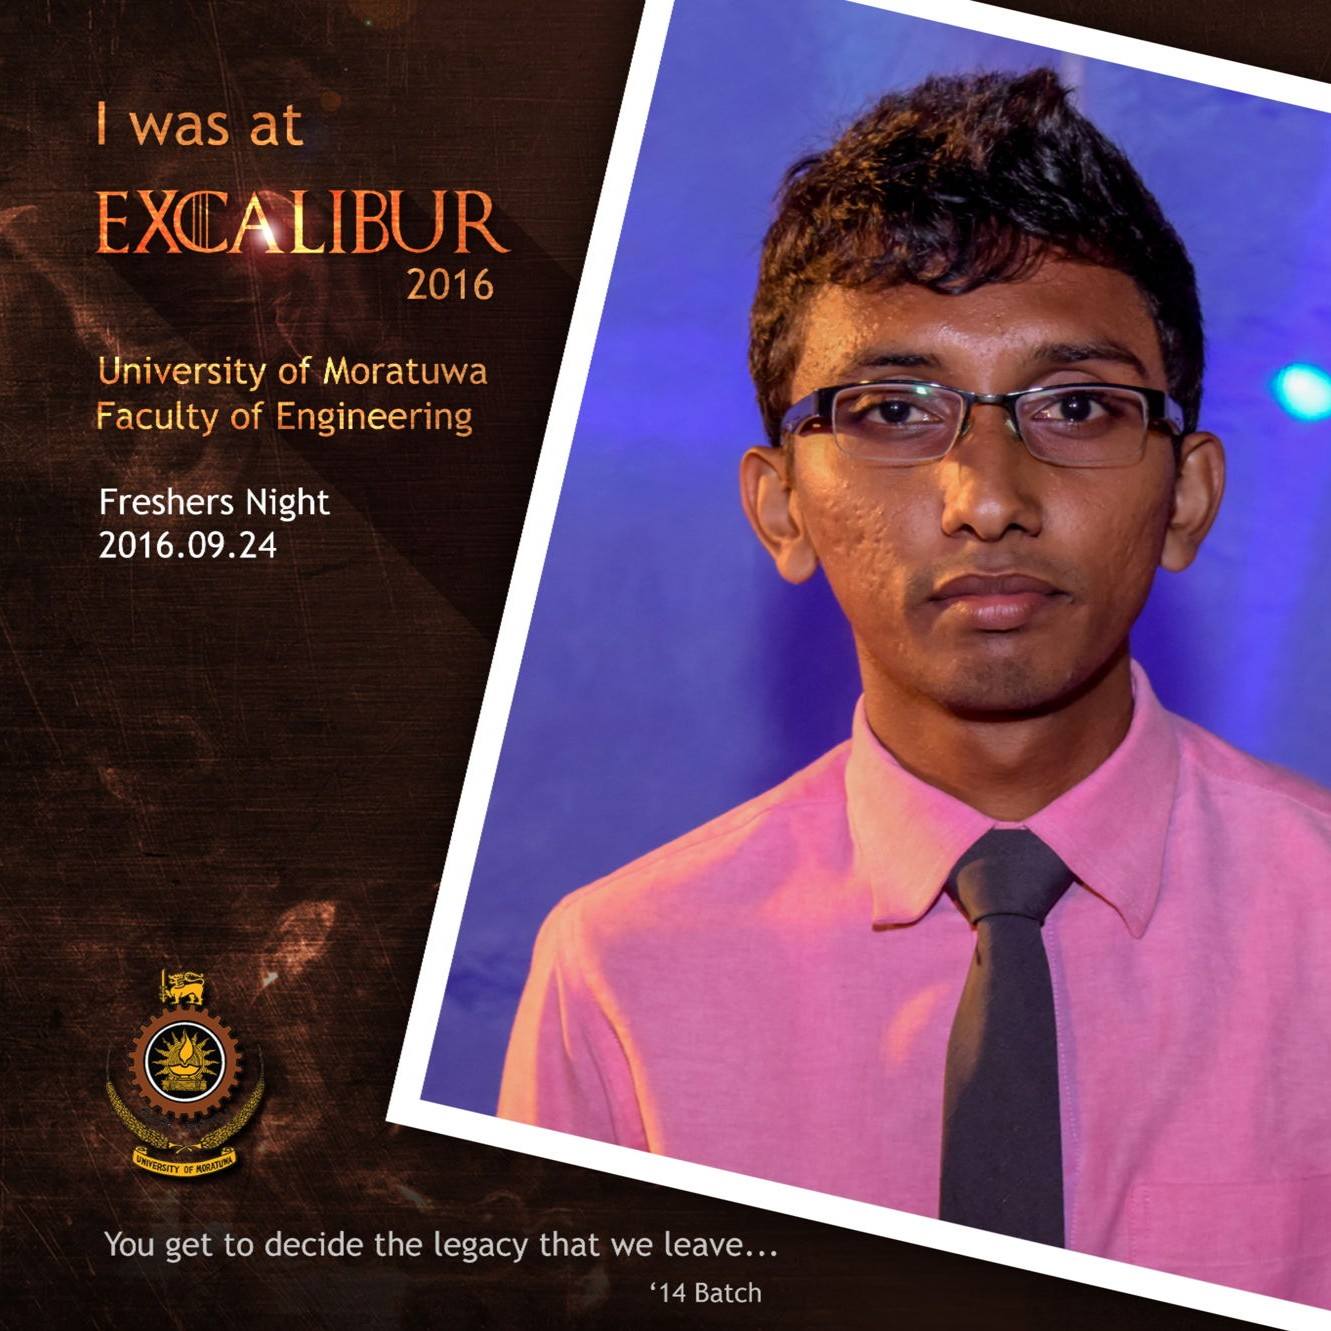 I was at
EXCALIBUR
2016
University of Moratuwa
Faculty of Engineering
Freshers Night
2016.09.24
UNIVERSITY OF MORATUWA
You get to decide the legacy that we leave...
‘14 Batch